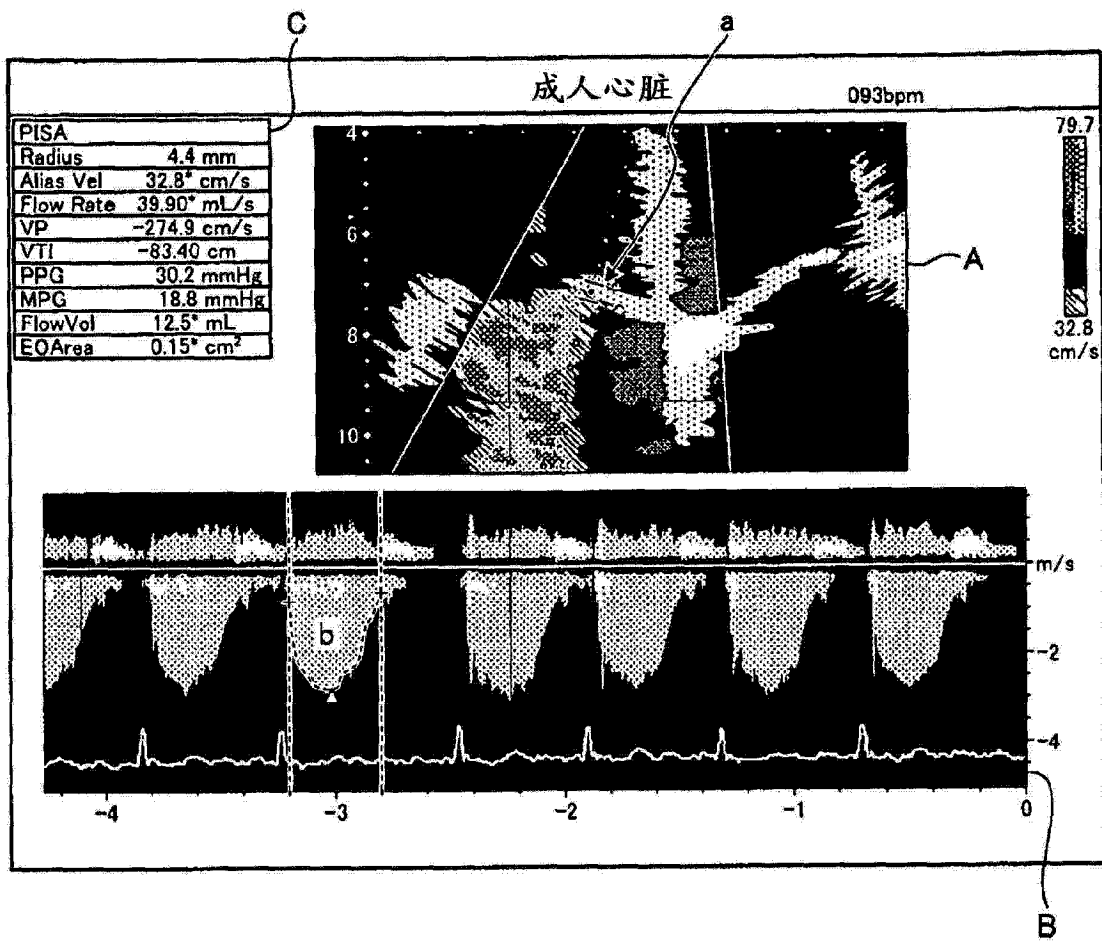 C
a
成人心脏
093bpm
PISA
Radius 4.4 mm
Alias Vel 32.8* cm/s
Flow Rate 39.90* mL/s
VP -274.9 cm/s
VTI -83.40 cm
PPG 30.2 mmHg
MPG 18.8 mmHg
FlowVol 12.5* mL
EOArea 0.15* cm²
4
6
8
10
79.7
32.8
cm/s
A
b
m/s
-2
-4
-4 -3 -2 -1 0
B